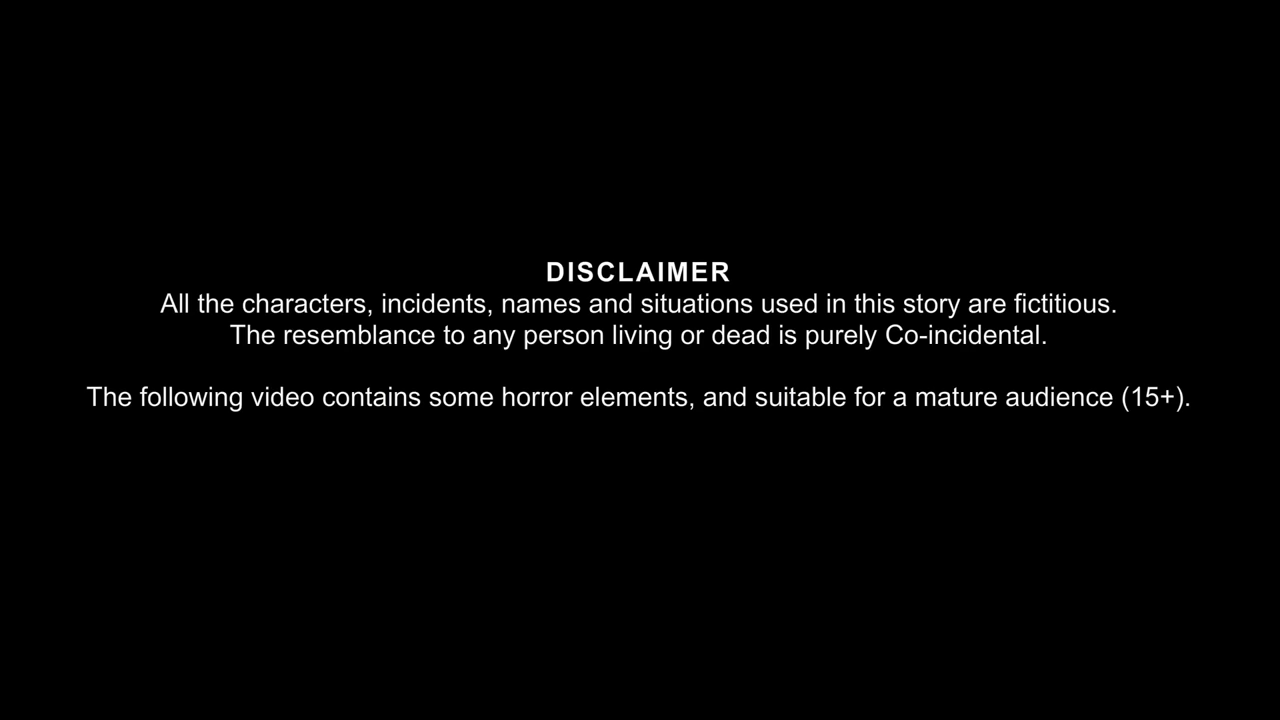 DISCLAIMER
All the characters, incidents, names and situations used in this story are fictitious.
The resemblance to any person living or dead is purely Co-incidental.
The following video contains some horror elements, and suitable for a mature audience (15+).